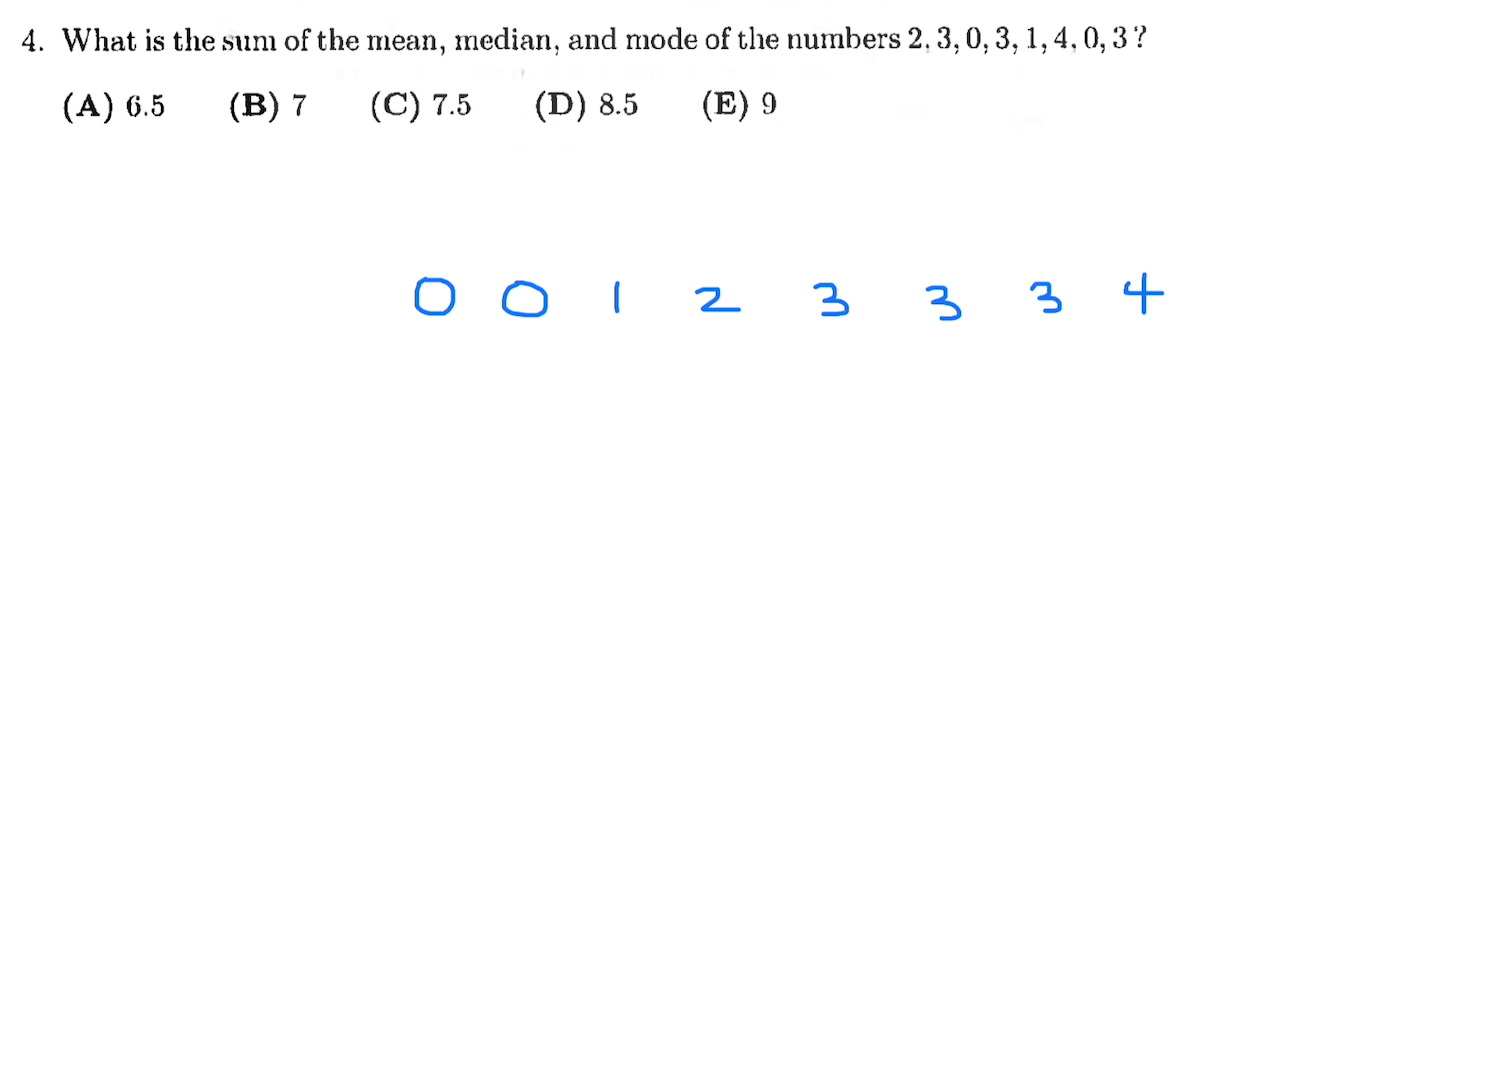 4. What is the sum of the mean, median, and mode of the numbers 2, 3, 0, 3, 1, 4, 0, 3?
(A) 6.5 (B) 7 (C) 7.5 (D) 8.5 (E) 9
0 0 1 2 3 3 3 4